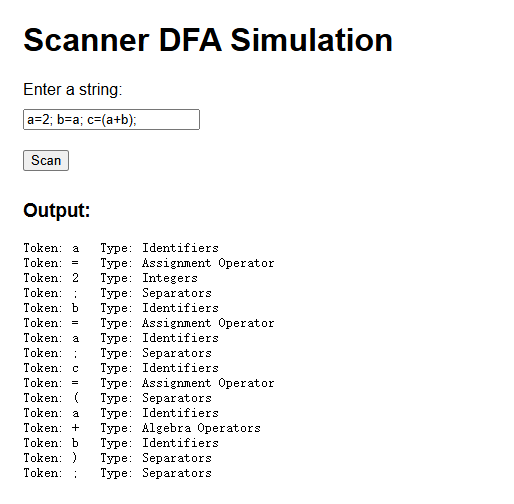 Scanner DFA Simulation
Enter a string:
a=2; b=a; c=(a+b);
Scan
Output:
Token: a Type: Identifiers
Token: = Type: Assignment Operator
Token: 2 Type: Integers
Token: ; Type: Separators
Token: b Type: Identifiers
Token: = Type: Assignment Operator
Token: a Type: Identifiers
Token: ; Type: Separators
Token: c Type: Identifiers
Token: = Type: Assignment Operator
Token: ( Type: Separators
Token: a Type: Identifiers
Token: + Type: Algebra Operators
Token: b Type: Identifiers
Token: ) Type: Separators
Token: ; Type: Separators